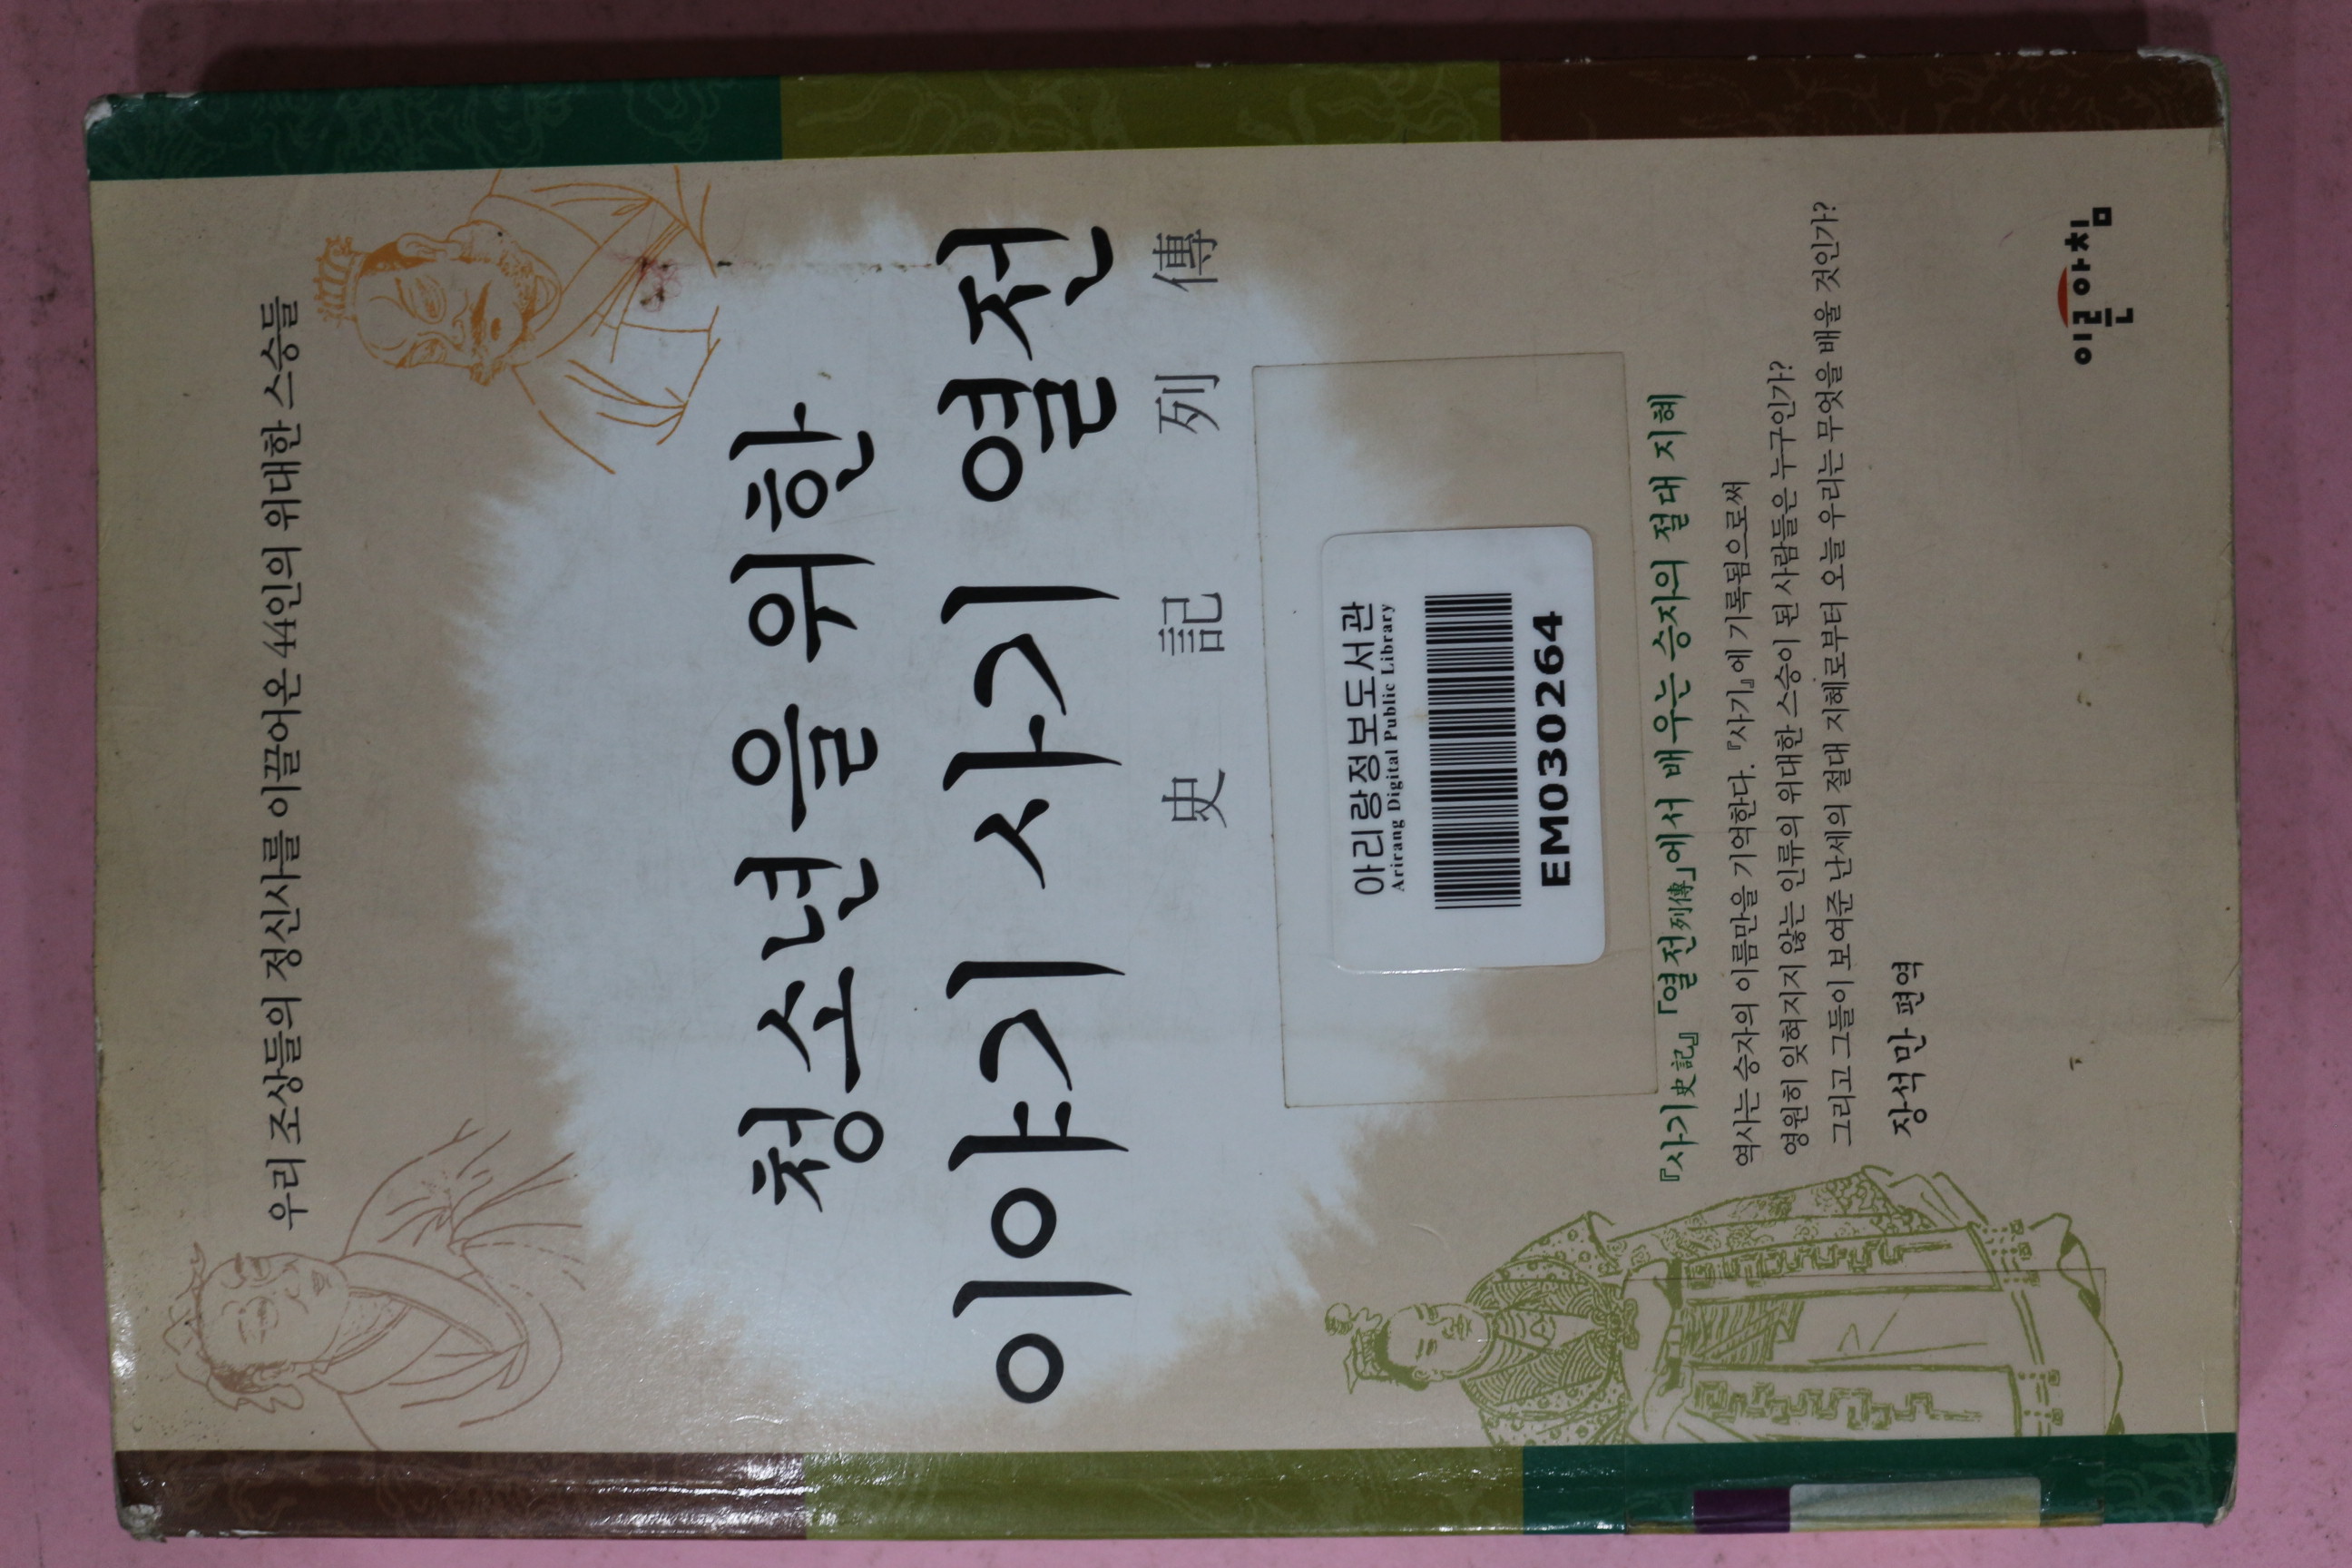 우리 조상들의 정신사를 이끌어온 44인의 위대한 스승들
청소년을 위한
이야기 사기 열전
史記列傳
아리랑정보도서관
Arirang Digital Public Library
EM0330264
『사기史記』 「열전列傳」에서 배우는 승자의 절대 지혜
역사는 승자의 이름만을 기억한다. 『사기』에 기록됨으로써
영원히 잊혀지지 않는 인류의 위대한 스승이 된 사람들은 누구인가?
그리고 그들이 보여준 난세의 절대 지혜로부터 오늘 우리는 무엇을 배울 것인가?
장석만 편역
이른아침